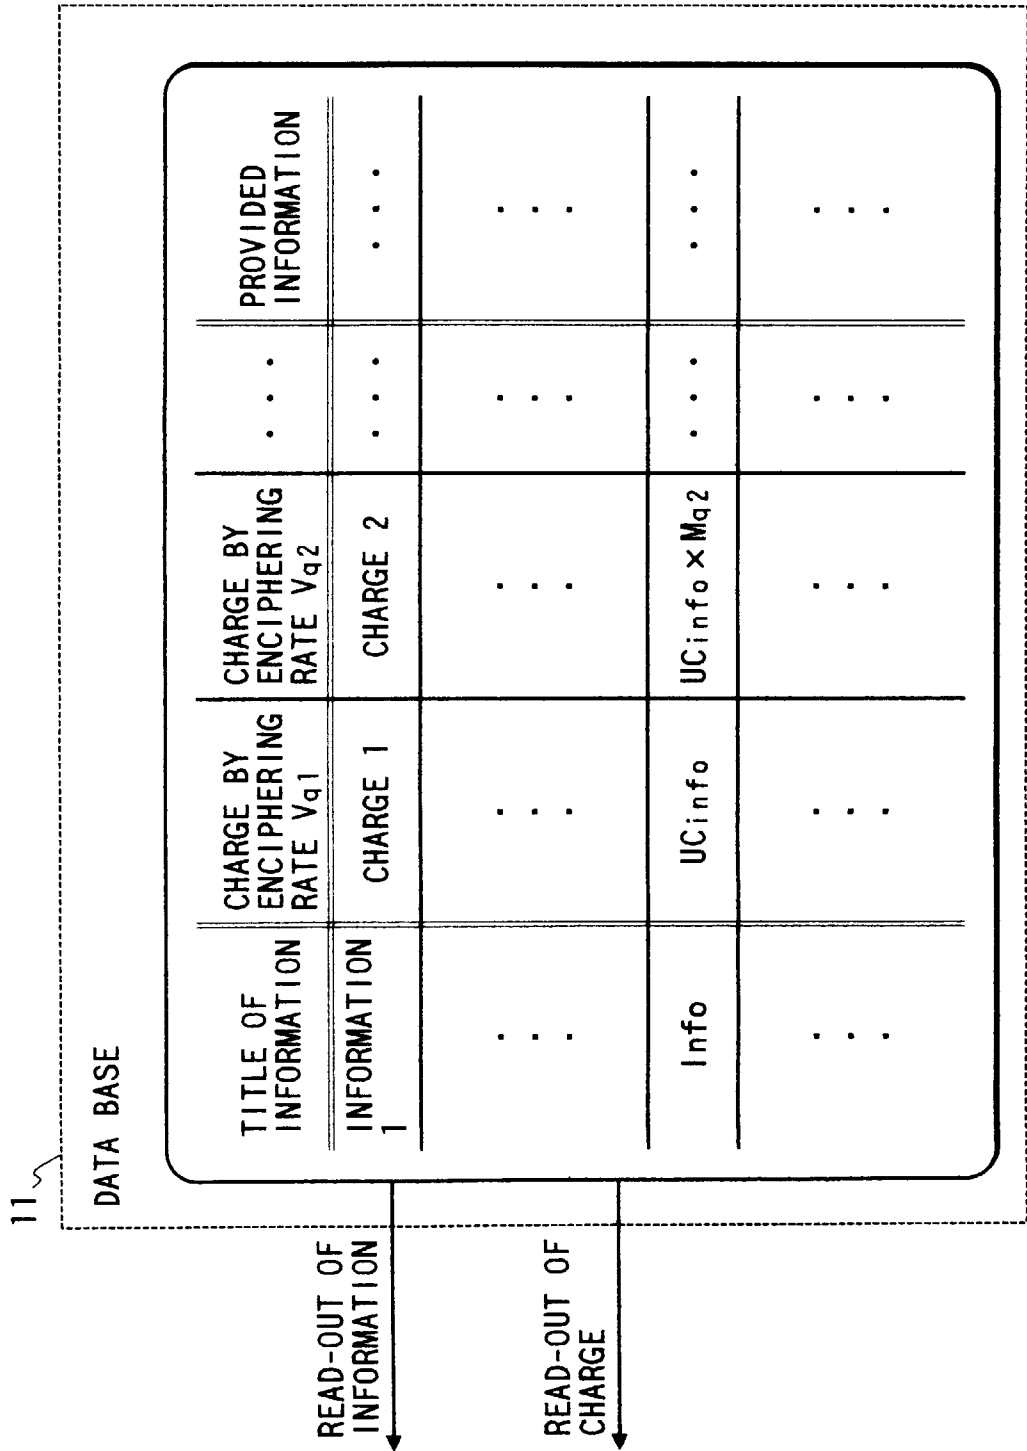 11
DATA BASE
TITLE OF
INFORMATION
CHARGE BY
ENCIPHERING
RATE Vq1
CHARGE BY
ENCIPHERING
RATE Vq2
. . .
PROVIDED
INFORMATION
INFORMATION
1
CHARGE 1
CHARGE 2
. . .
. . .
. . .
. . .
. . .
. . .
. . .
Info
UCinfo
UCinfo×Mq2
. . .
. . .
. . .
. . .
. . .
. . .
. . .
READ-OUT OF
INFORMATION
READ-OUT OF
CHARGE